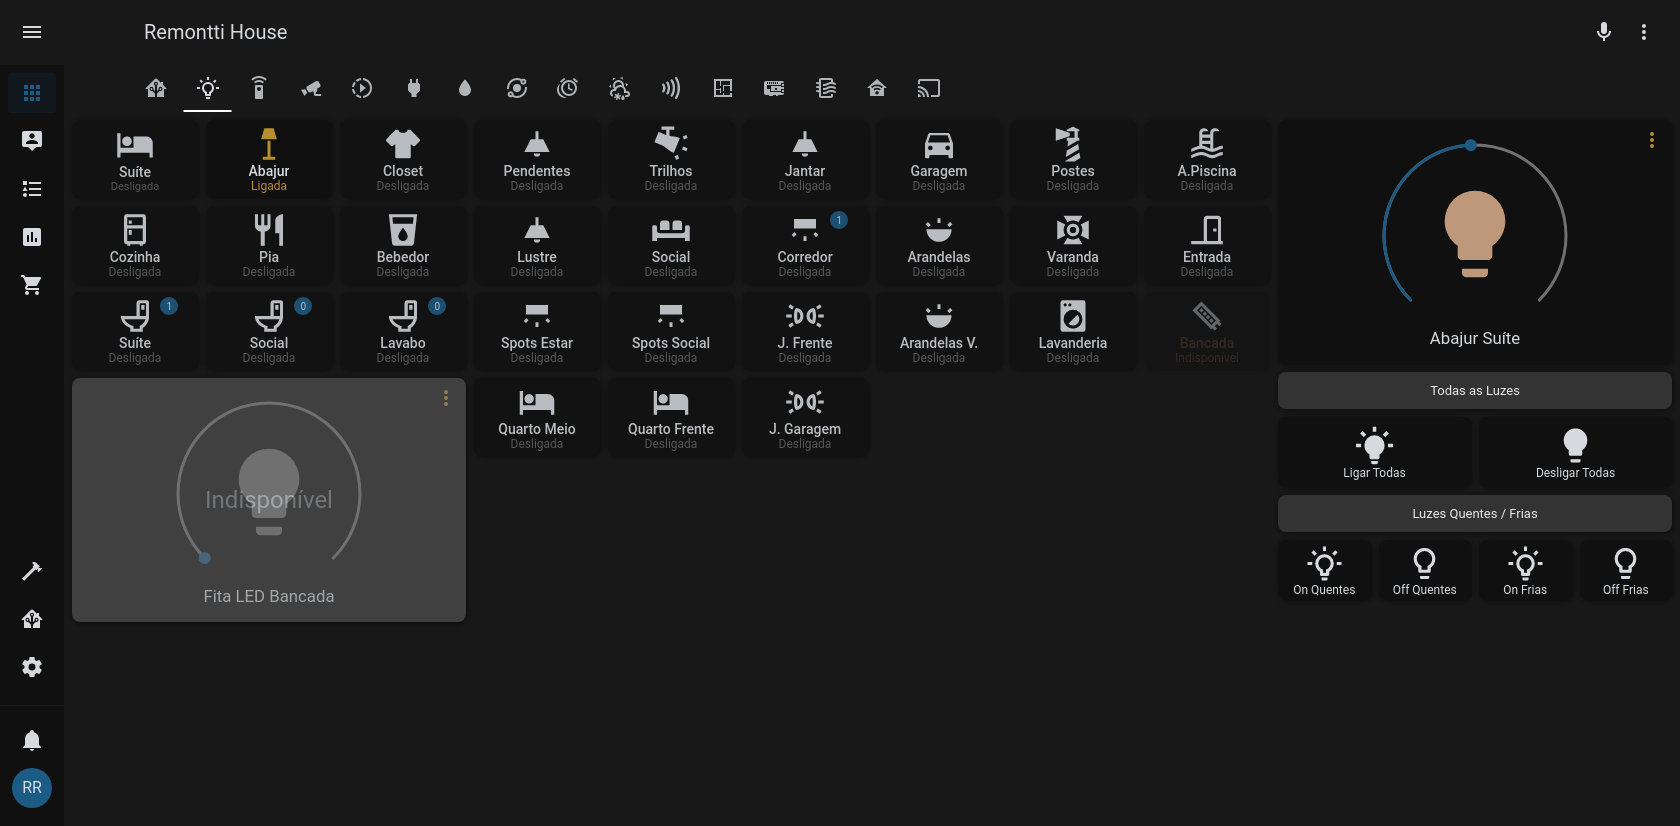 Remontti House
Suíte
Desligada
Abajur
Ligada
Closet
Desligada
Pendentes
Desligada
Trilhos
Desligada
Jantar
Desligada
Garagem
Desligada
Postes
Desligada
A.Piscina
Desligada
Cozinha
Desligada
Pia
Desligada
Bebedor
Desligada
Lustre
Desligada
Social
Desligada
1
Corredor
Desligada
Arandelas
Desligada
Varanda
Desligada
Entrada
Desligada
1
Suíte
Desligada
0
Social
Desligada
0
Lavabo
Desligada
Spots Estar
Desligada
Spots Social
Desligada
J. Frente
Desligada
Arandelas V.
Desligada
Lavanderia
Desligada
Bancada
Indisponível
Indisponível
Fita LED Bancada
Quarto Meio
Desligada
Quarto Frente
Desligada
J. Garagem
Desligada
Abajur Suíte
Todas as Luzes
Ligar Todas
Desligar Todas
Luzes Quentes / Frias
On Quentes
Off Quentes
On Frias
Off Frias
RR